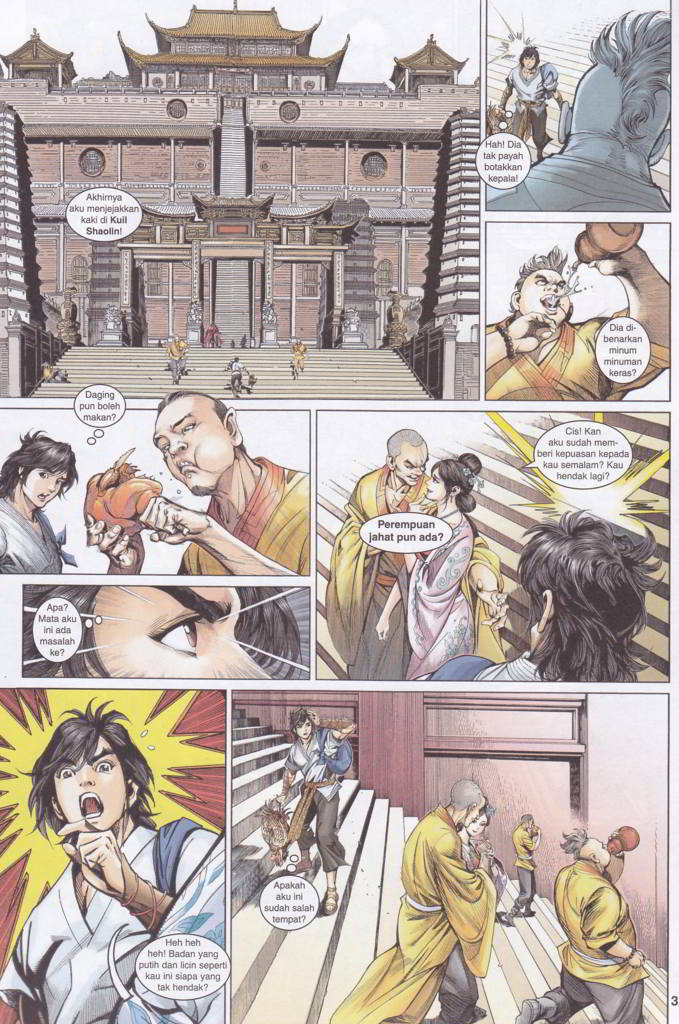 Akhirnya
aku menjejakkan
kaki di Kuil
Shaolin!
Hah! Dia
tak payah
botakkan
kepala!
Dia di-
benarkan
minum
minuman
keras?
Daging
pun boleh
makan?
Cis! Kan
aku sudah mem-
beri kepuasan kepada
kau semalam? Kau
hendak lagi?
Perempuan
jahat pun ada?
Apa?
Mata aku
ini ada
masalah
ke?
Heh heh
heh! Badan yang
putih dan licin seperti
kau ini siapa yang
tak hendak?
Apakah
aku ini
sudah salah
tempat?
3